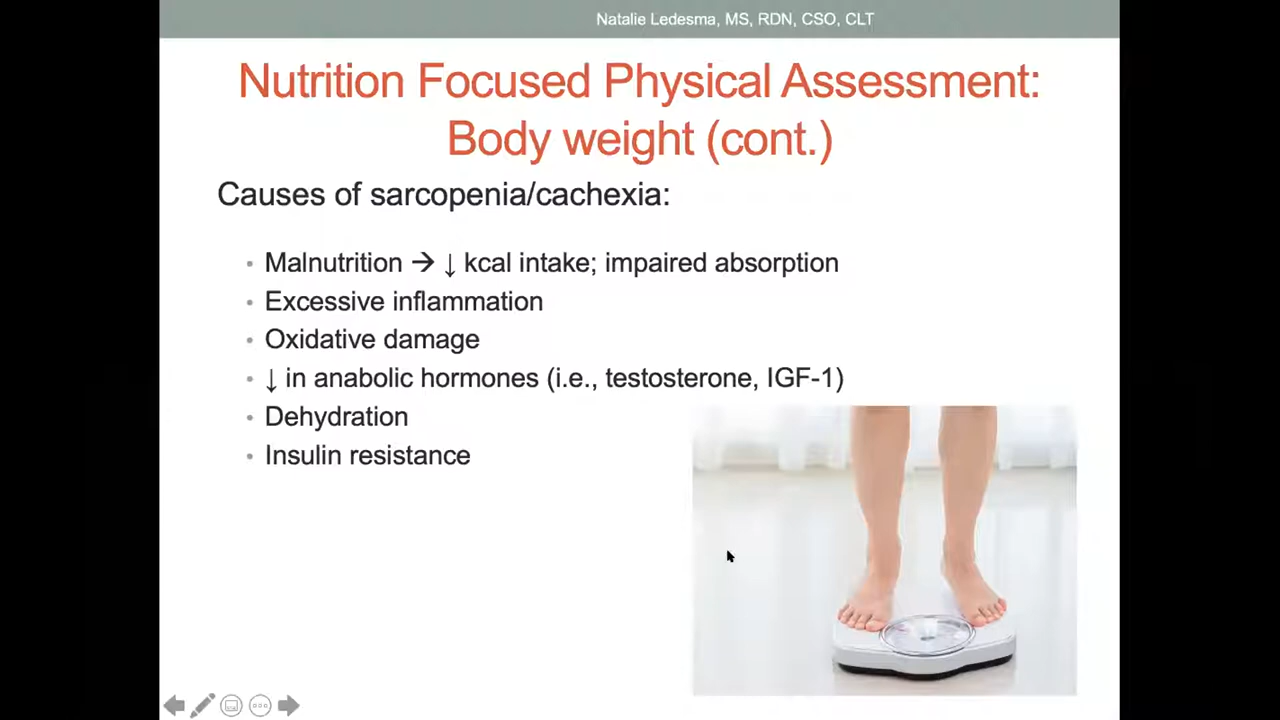 Natalie Ledesma, MS, RDN, CSO, CLT
Nutrition Focused Physical Assessment:
Body weight (cont.)
Causes of sarcopenia/cachexia:
• Malnutrition → ↓ kcal intake; impaired absorption
• Excessive inflammation
• Oxidative damage
• ↓ in anabolic hormones (i.e., testosterone, IGF-1)
• Dehydration
• Insulin resistance